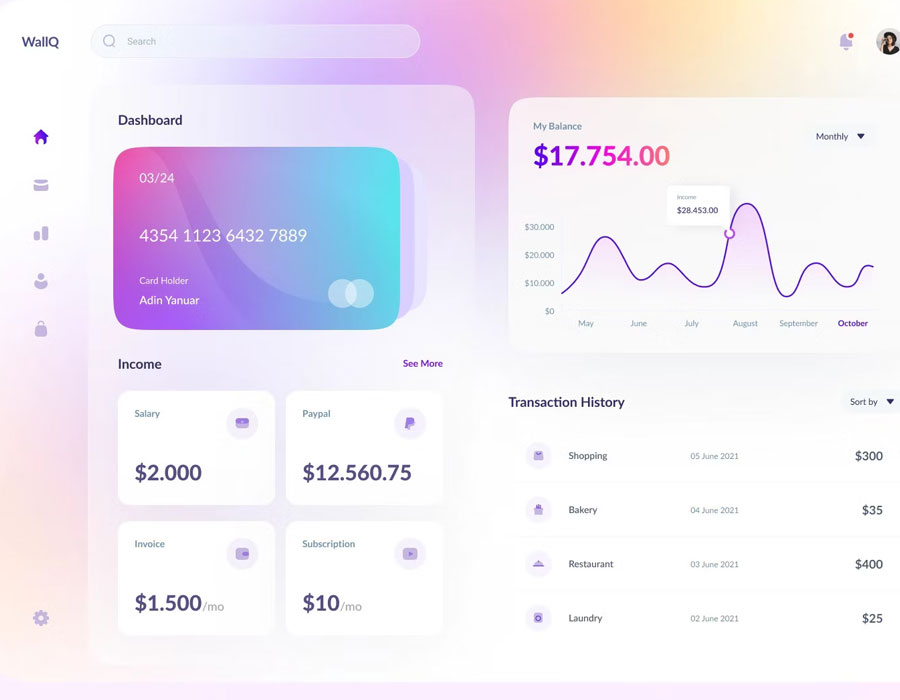 WallQ
Search
Dashboard
03/24
4354 1123 6432 7889
Card Holder
Adin Yanuar
Income
See More
Salary
$2.000
Paypal
$12.560.75
Invoice
$1.500/mo
Subscription
$10/mo
My Balance
$17.754.00
Monthly
Income
$28.453.00
$30.000
$20.000
$10.000
$0
May June July August September October
Transaction History
Sort by
Shopping 05 June 2021 $300
Bakery 04 June 2021 $35
Restaurant 03 June 2021 $400
Laundry 02 June 2021 $25